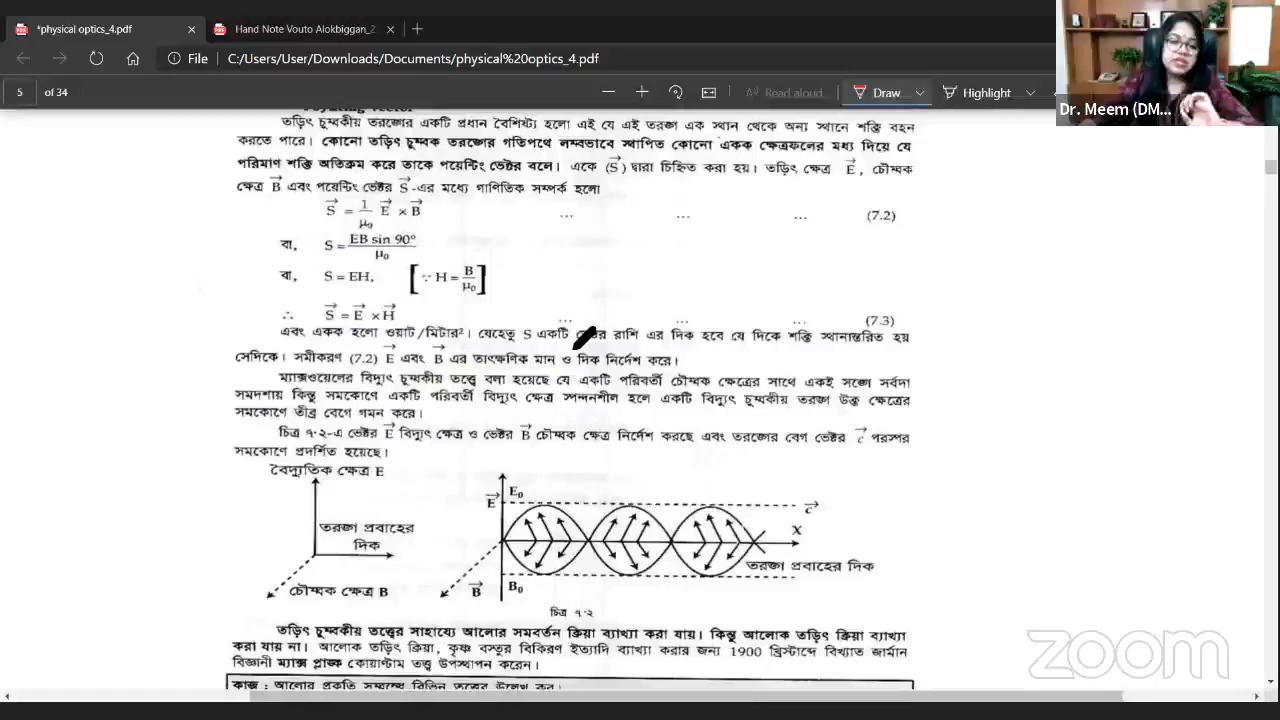 *physical optics_4.pdf
Hand Note Vouto Alokbiggan_2
File C:/Users/User/Downloads/Documents/physical%20optics_4.pdf
5 of 34
Read aloud
Draw
Highlight
Dr. Meem (DM...
তড়িৎ চুম্বকীয় তরঙ্গের একটি প্রধান বৈশিষ্ট্য হলো এই যে এই তরঙ্গ এক স্থান থেকে অন্য স্থানে শক্তি বহন
করতে পারে। কোনো তড়িৎ চুম্বক তরঙ্গের গতিপথে লম্বভাবে স্থাপিত কোনো একক ক্ষেত্রফলের মধ্য দিয়ে যে
পরিমাণ শক্তি অতিক্রম করে তাকে পয়েন্টিং ভেক্টর বলে। একে (S→) দ্বারা চিহ্নিত করা হয়। তড়িৎ ক্ষেত্র E→, চৌম্বক
ক্ষেত্র B→ এবং পয়েন্টিং ভেক্টর S→-এর মধ্যে গাণিতিক সম্পর্ক হলো
S→ = 1/μ₀ E→ × B→ ... ... ... (7.2)
বা, S = EB sin 90°/μ₀
বা, S = EH, [∵ H = B/μ₀]
∴ S→ = E→ × H→ ... ... ... (7.3)
এবং একক হলো ওয়াট/মিটার²। যেহেতু S একটি রাশি এর দিক হবে যে দিকে শক্তি স্থানান্তরিত হয়
সেদিকে। সমীকরণ (7.2) E→ এবং B→ এর তাৎক্ষণিক মান ও দিক নির্দেশ করে।
ম্যাক্সওয়েলের বিদ্যুৎ চুম্বকীয় তত্ত্বে বলা হয়েছে যে একটি পরিবর্তী চৌম্বক ক্ষেত্রের সাথে একই সঙ্গে সর্বদা
সমদশায় কিন্তু সমকোণে একটি পরিবর্তী বিদ্যুৎ ক্ষেত্র স্পন্দনশীল হলে একটি বিদ্যুৎ চুম্বকীয় তরঙ্গ উক্ত ক্ষেত্রের
সমকোণে তীব্র বেগে গমন করে।
চিত্র ৭.২-এ ভেক্টর E→ বিদ্যুৎ ক্ষেত্র ও ভেক্টর B→ চৌম্বক ক্ষেত্র নির্দেশ করছে এবং তরঙ্গের বেগ ভেক্টর c→ পরস্পর
সমকোণে প্রদর্শিত হয়েছে।
বৈদ্যুতিক ক্ষেত্র E
তরঙ্গ প্রবাহের
দিক
চৌম্বক ক্ষেত্র B
E→ E₀
c→
X
তরঙ্গ প্রবাহের দিক
B→ B₀
চিত্র ৭.২
তড়িৎ চুম্বকীয় তত্ত্বের সাহায্যে আলোর সমবর্তন ক্রিয়া ব্যাখ্যা করা যায়। কিন্তু আলোক তড়িৎ ক্রিয়া ব্যাখ্যা
করা যায় না। আলোক তড়িৎ ক্রিয়া, কৃষ্ণ বস্তুর বিকিরণ ইত্যাদি ব্যাখ্যা করার জন্য 1900 খ্রিস্টাব্দে বিখ্যাত জার্মান
বিজ্ঞানী ম্যাক্স প্লাঙ্ক কোয়ান্টাম তত্ত্ব উপস্থাপন করেন।
কাজ : আলোর প্রকৃতি সম্বন্ধে বিভিন্ন তত্ত্বের উল্লেখ কর।
zoom